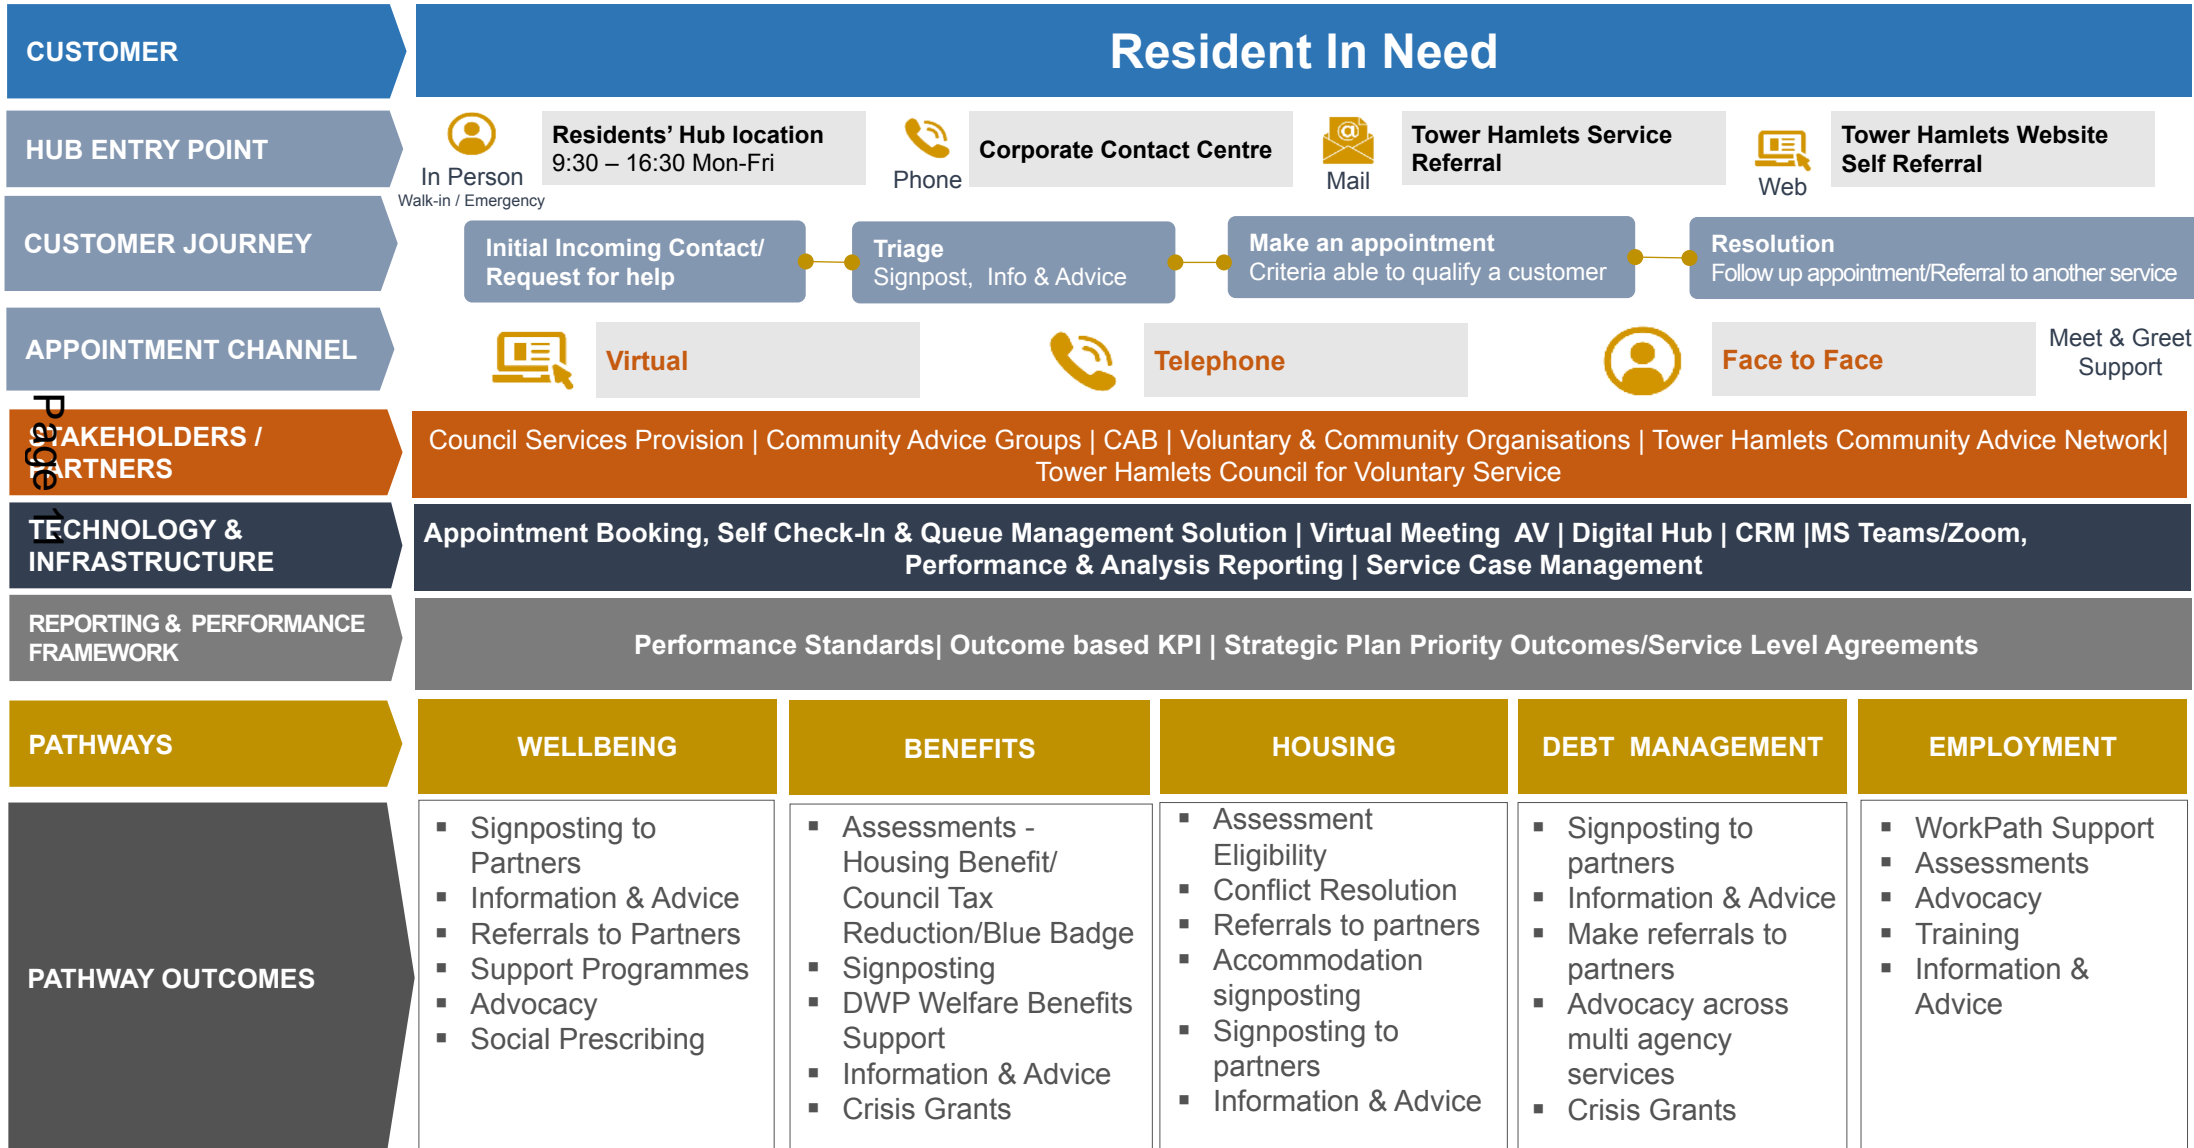 CUSTOMER
Resident In Need
HUB ENTRY POINT
In Person
Walk-in / Emergency
Residents’ Hub location
9:30 – 16:30 Mon-Fri
Phone
Corporate Contact Centre
Mail
Tower Hamlets Service
Referral
Web
Tower Hamlets Website
Self Referral
CUSTOMER JOURNEY
Initial Incoming Contact/
Request for help
Triage
Signpost, Info & Advice
Make an appointment
Criteria able to qualify a customer
Resolution
Follow up appointment/Referral to another service
APPOINTMENT CHANNEL
Virtual
Telephone
Face to Face
Meet & Greet
Support
Page 11
STAKEHOLDERS /
PARTNERS
Council Services Provision | Community Advice Groups | CAB | Voluntary & Community Organisations | Tower Hamlets Community Advice Network|
Tower Hamlets Council for Voluntary Service
TECHNOLOGY &
INFRASTRUCTURE
Appointment Booking, Self Check-In & Queue Management Solution | Virtual Meeting AV | Digital Hub | CRM |MS Teams/Zoom,
Performance & Analysis Reporting | Service Case Management
REPORTING & PERFORMANCE
FRAMEWORK
Performance Standards| Outcome based KPI | Strategic Plan Priority Outcomes/Service Level Agreements
PATHWAYS
WELLBEING
BENEFITS
HOUSING
DEBT MANAGEMENT
EMPLOYMENT
PATHWAY OUTCOMES
▪ Signposting to
Partners
▪ Information & Advice
▪ Referrals to Partners
▪ Support Programmes
▪ Advocacy
▪ Social Prescribing
▪ Assessments -
Housing Benefit/
Council Tax
Reduction/Blue Badge
▪ Signposting
▪ DWP Welfare Benefits
Support
▪ Information & Advice
▪ Crisis Grants
▪ Assessment
Eligibility
▪ Conflict Resolution
▪ Referrals to partners
▪ Accommodation
signposting
▪ Signposting to
partners
▪ Information & Advice
▪ Signposting to
partners
▪ Information & Advice
▪ Make referrals to
partners
▪ Advocacy across
multi agency
services
▪ Crisis Grants
▪ WorkPath Support
▪ Assessments
▪ Advocacy
▪ Training
▪ Information &
Advice